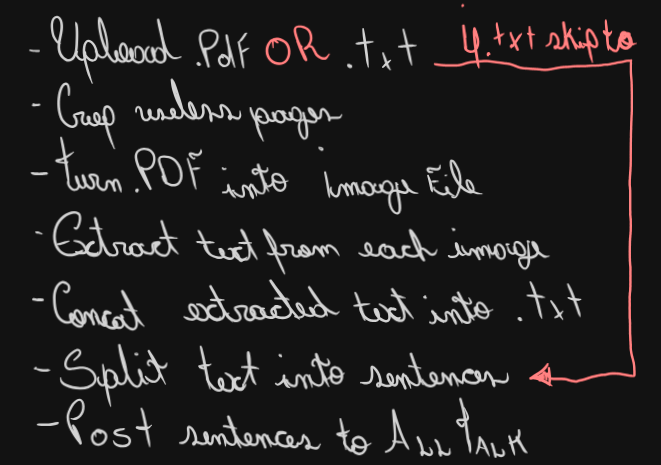 - Upload .PdF OR .txt if .txt skip to
- Crop useless pages
- turn .PDF into image File
- Extract text from each image
- Concat extracted text into .txt
- Split text into sentences
- Post sentences to ALLTALK